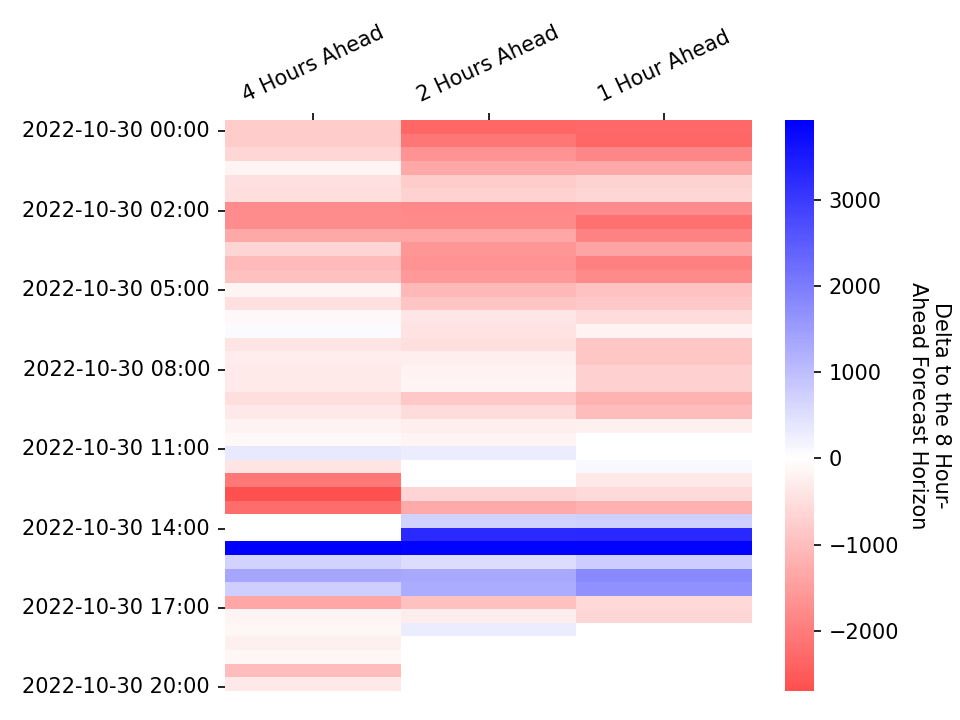 4 Hours Ahead
2 Hours Ahead
1 Hour Ahead
2022-10-30 00:00
2022-10-30 02:00
2022-10-30 05:00
2022-10-30 08:00
2022-10-30 11:00
2022-10-30 14:00
2022-10-30 17:00
2022-10-30 20:00
3000
2000
1000
0
−1000
−2000
Delta to the 8 Hour-
Ahead Forecast Horizon